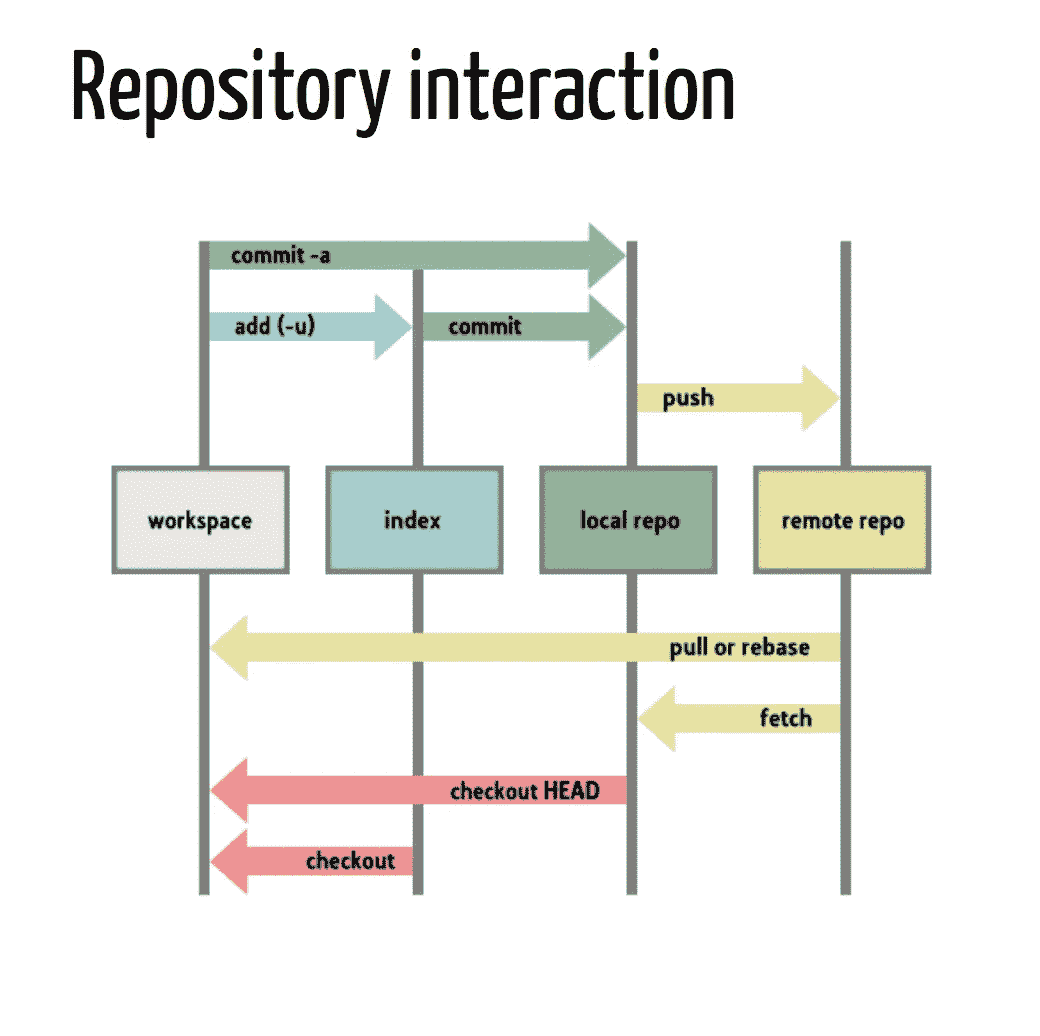 Repository interaction
commit -a
add (-u)
commit
push
workspace
index
local repo
remote repo
pull or rebase
fetch
checkout HEAD
checkout